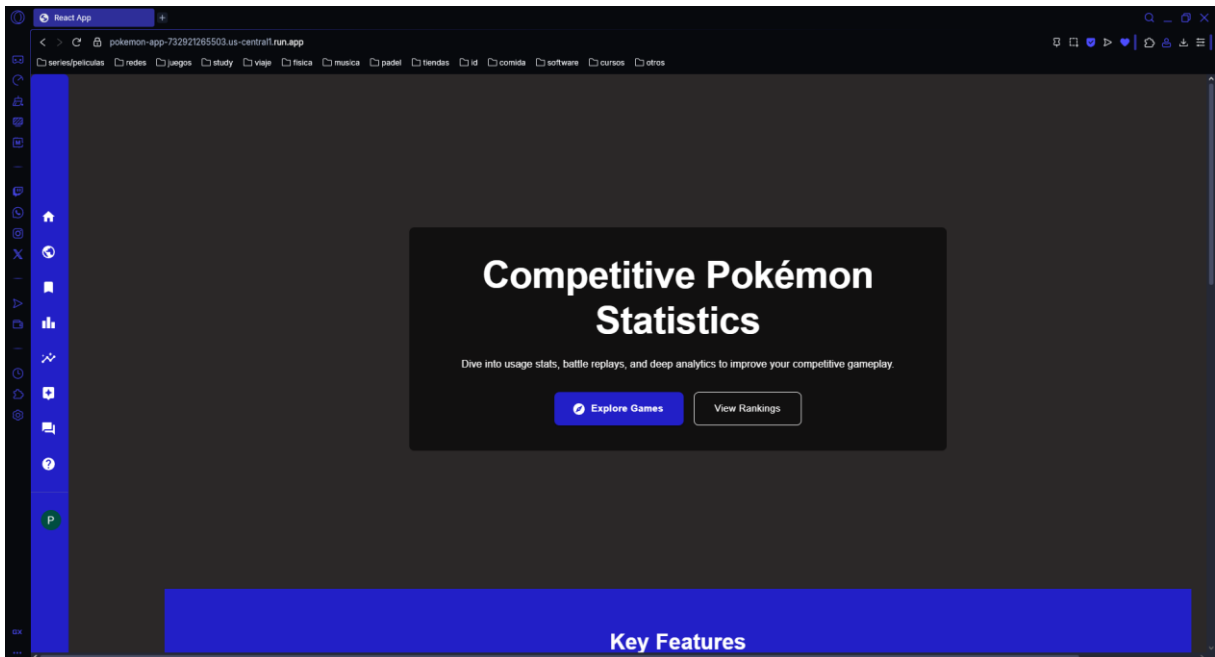 React App
pokemon-app-732921265503.us-central1.run.app
series/peliculas redes juegos study viaje fisica musica padel tiendas id comida software cursos otros
Competitive Pokémon
Statistics
Dive into usage stats, battle replays, and deep analytics to improve your competitive gameplay.
Explore Games View Rankings
P
Key Features
GX